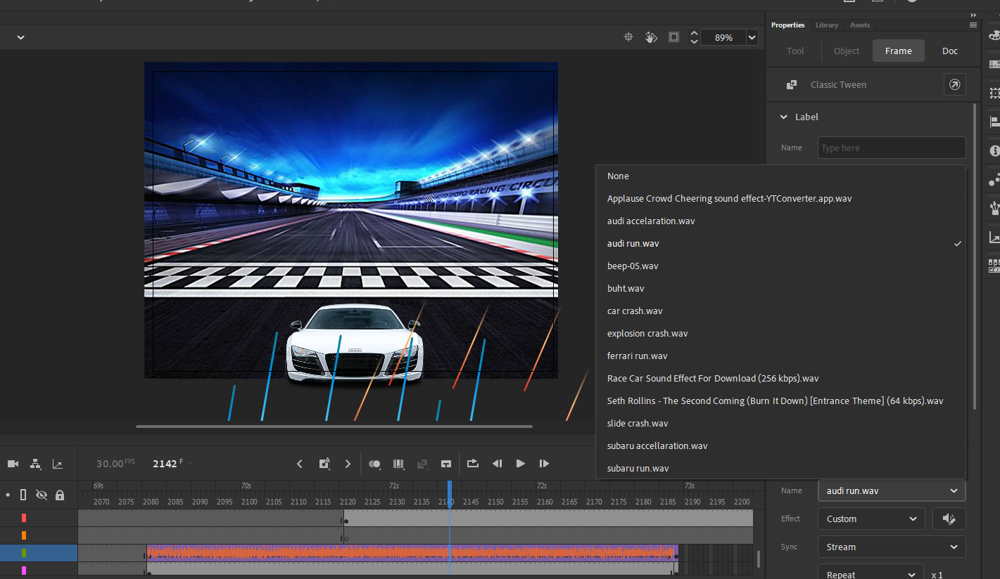 Properties
Library
Assets
89%
Tool
Object
Frame
Doc
Classic Tween
Label
Name
Type here
AUTO MOTO RACING CIRCU
None
Applause Crowd Cheering sound effect-YTConverter.app.wav
audi accelaration.wav
audi run.wav
beep-05.wav
buht.wav
car crash.wav
explosion crash.wav
ferrari run.wav
Race Car Sound Effect For Download (256 kbps).wav
Seth Rollins - The Second Coming (Burn It Down) [Entrance Theme] (64 kbps).wav
slide crash.wav
subaru accellaration.wav
subaru run.wav
30.00 FPS
2142 F
69s 70s 71s 72s 73s
2070 2075 2080 2085 2090 2095 2100 2105 2110 2115 2120 2125 2130 2135 2140 2145 2150 2155 2160 2165 2170 2175 2180 2185 2190 2195 2200
Name
audi run.wav
Effect
Custom
Sync
Stream
Repeat
x 1